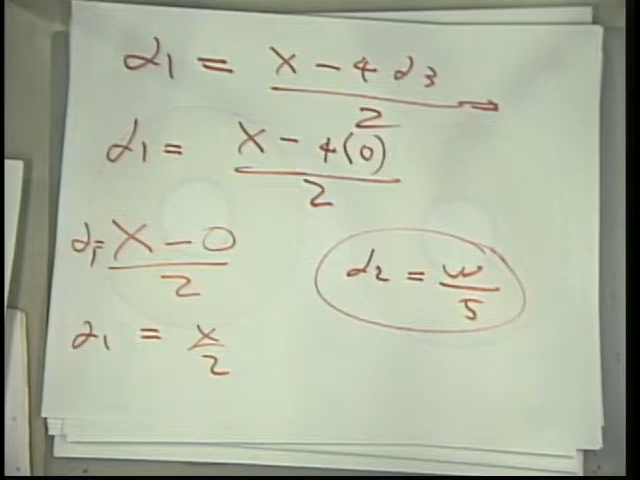 α1 = x - 4α3 / 2
α1 = x - 4(0) / 2
α1 = x - 0 / 2
α2 = w / 5
α1 = x / 2